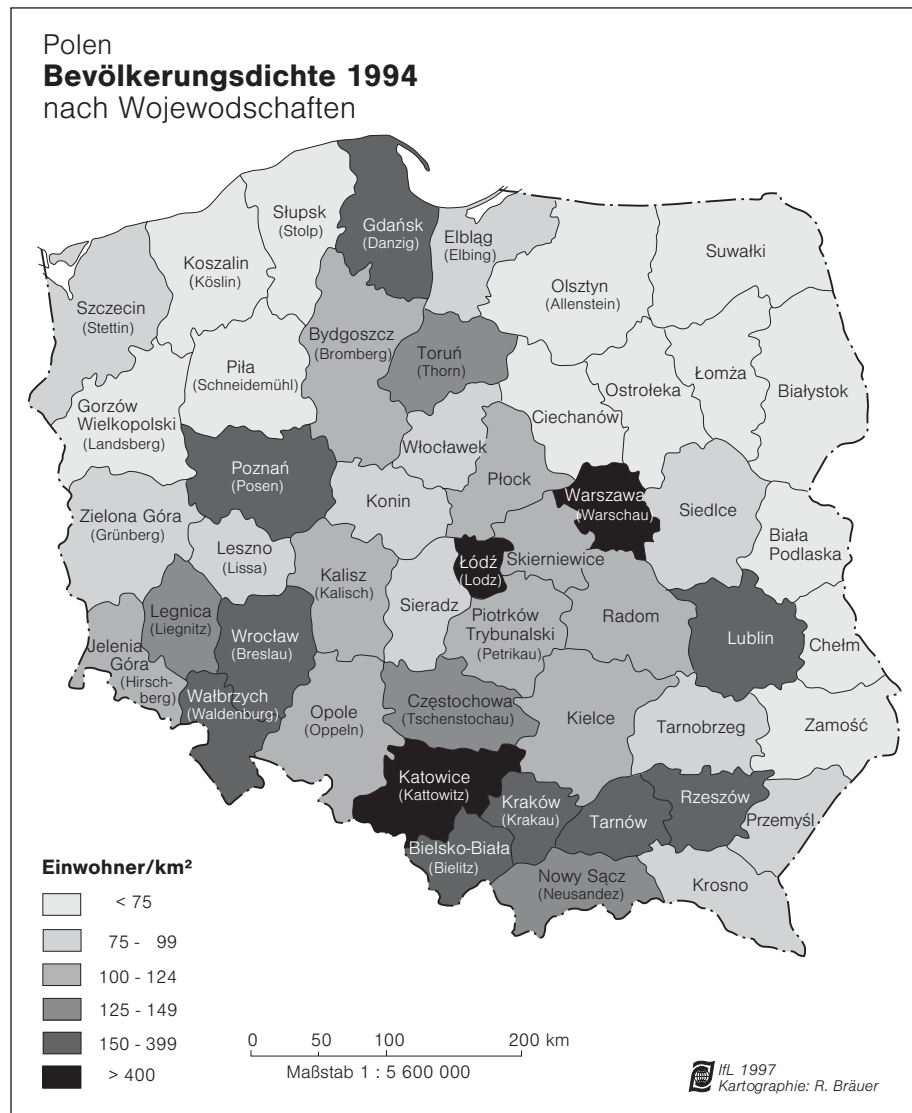 Polen
Bevölkerungsdichte 1994
nach Wojewodschaften
Słupsk
(Stolp)
Gdańsk
(Danzig)
Elbląg
(Elbing)
Suwałki
Koszalin
(Köslin)
Olsztyn
(Allenstein)
Szczecin
(Stettin)
Bydgoszcz
(Bromberg)
Toruń
(Thorn)
Piła
(Schneidemühl)
Łomża
Ostrołeka
Białystok
Gorzów
Wielkopolski
(Landsberg)
Ciechanów
Włocławek
Poznań
(Posen)
Płock
Konin
Warszawa
(Warschau)
Siedlce
Zielona Góra
(Grünberg)
Leszno
(Lissa)
Biała
Podlaska
Łódź
(Lodz)
Skierniewice
Kalisz
(Kalisch)
Sieradz
Legnica
(Liegnitz)
Wrocław
(Breslau)
Piotrków
Trybunalski
(Petrikau)
Radom
Lublin
Chełm
Jelenia
Góra
(Hirsch-
berg)
Wałbrzych
(Waldenburg)
Opole
(Oppeln)
Częstochowa
(Tschenstochau)
Kielce
Tarnobrzeg
Zamość
Katowice
(Kattowitz)
Kraków
(Krakau)
Tarnów
Rzeszów
Przemyśl
Bielsko-Biała
(Bielitz)
Nowy Sącz
(Neusandez)
Krosno
Einwohner/km²
< 75
75 - 99
100 - 124
125 - 149
150 - 399
> 400
0 50 100 200 km
Maßstab 1 : 5 600 000
IfL 1997
Kartographie: R. Bräuer